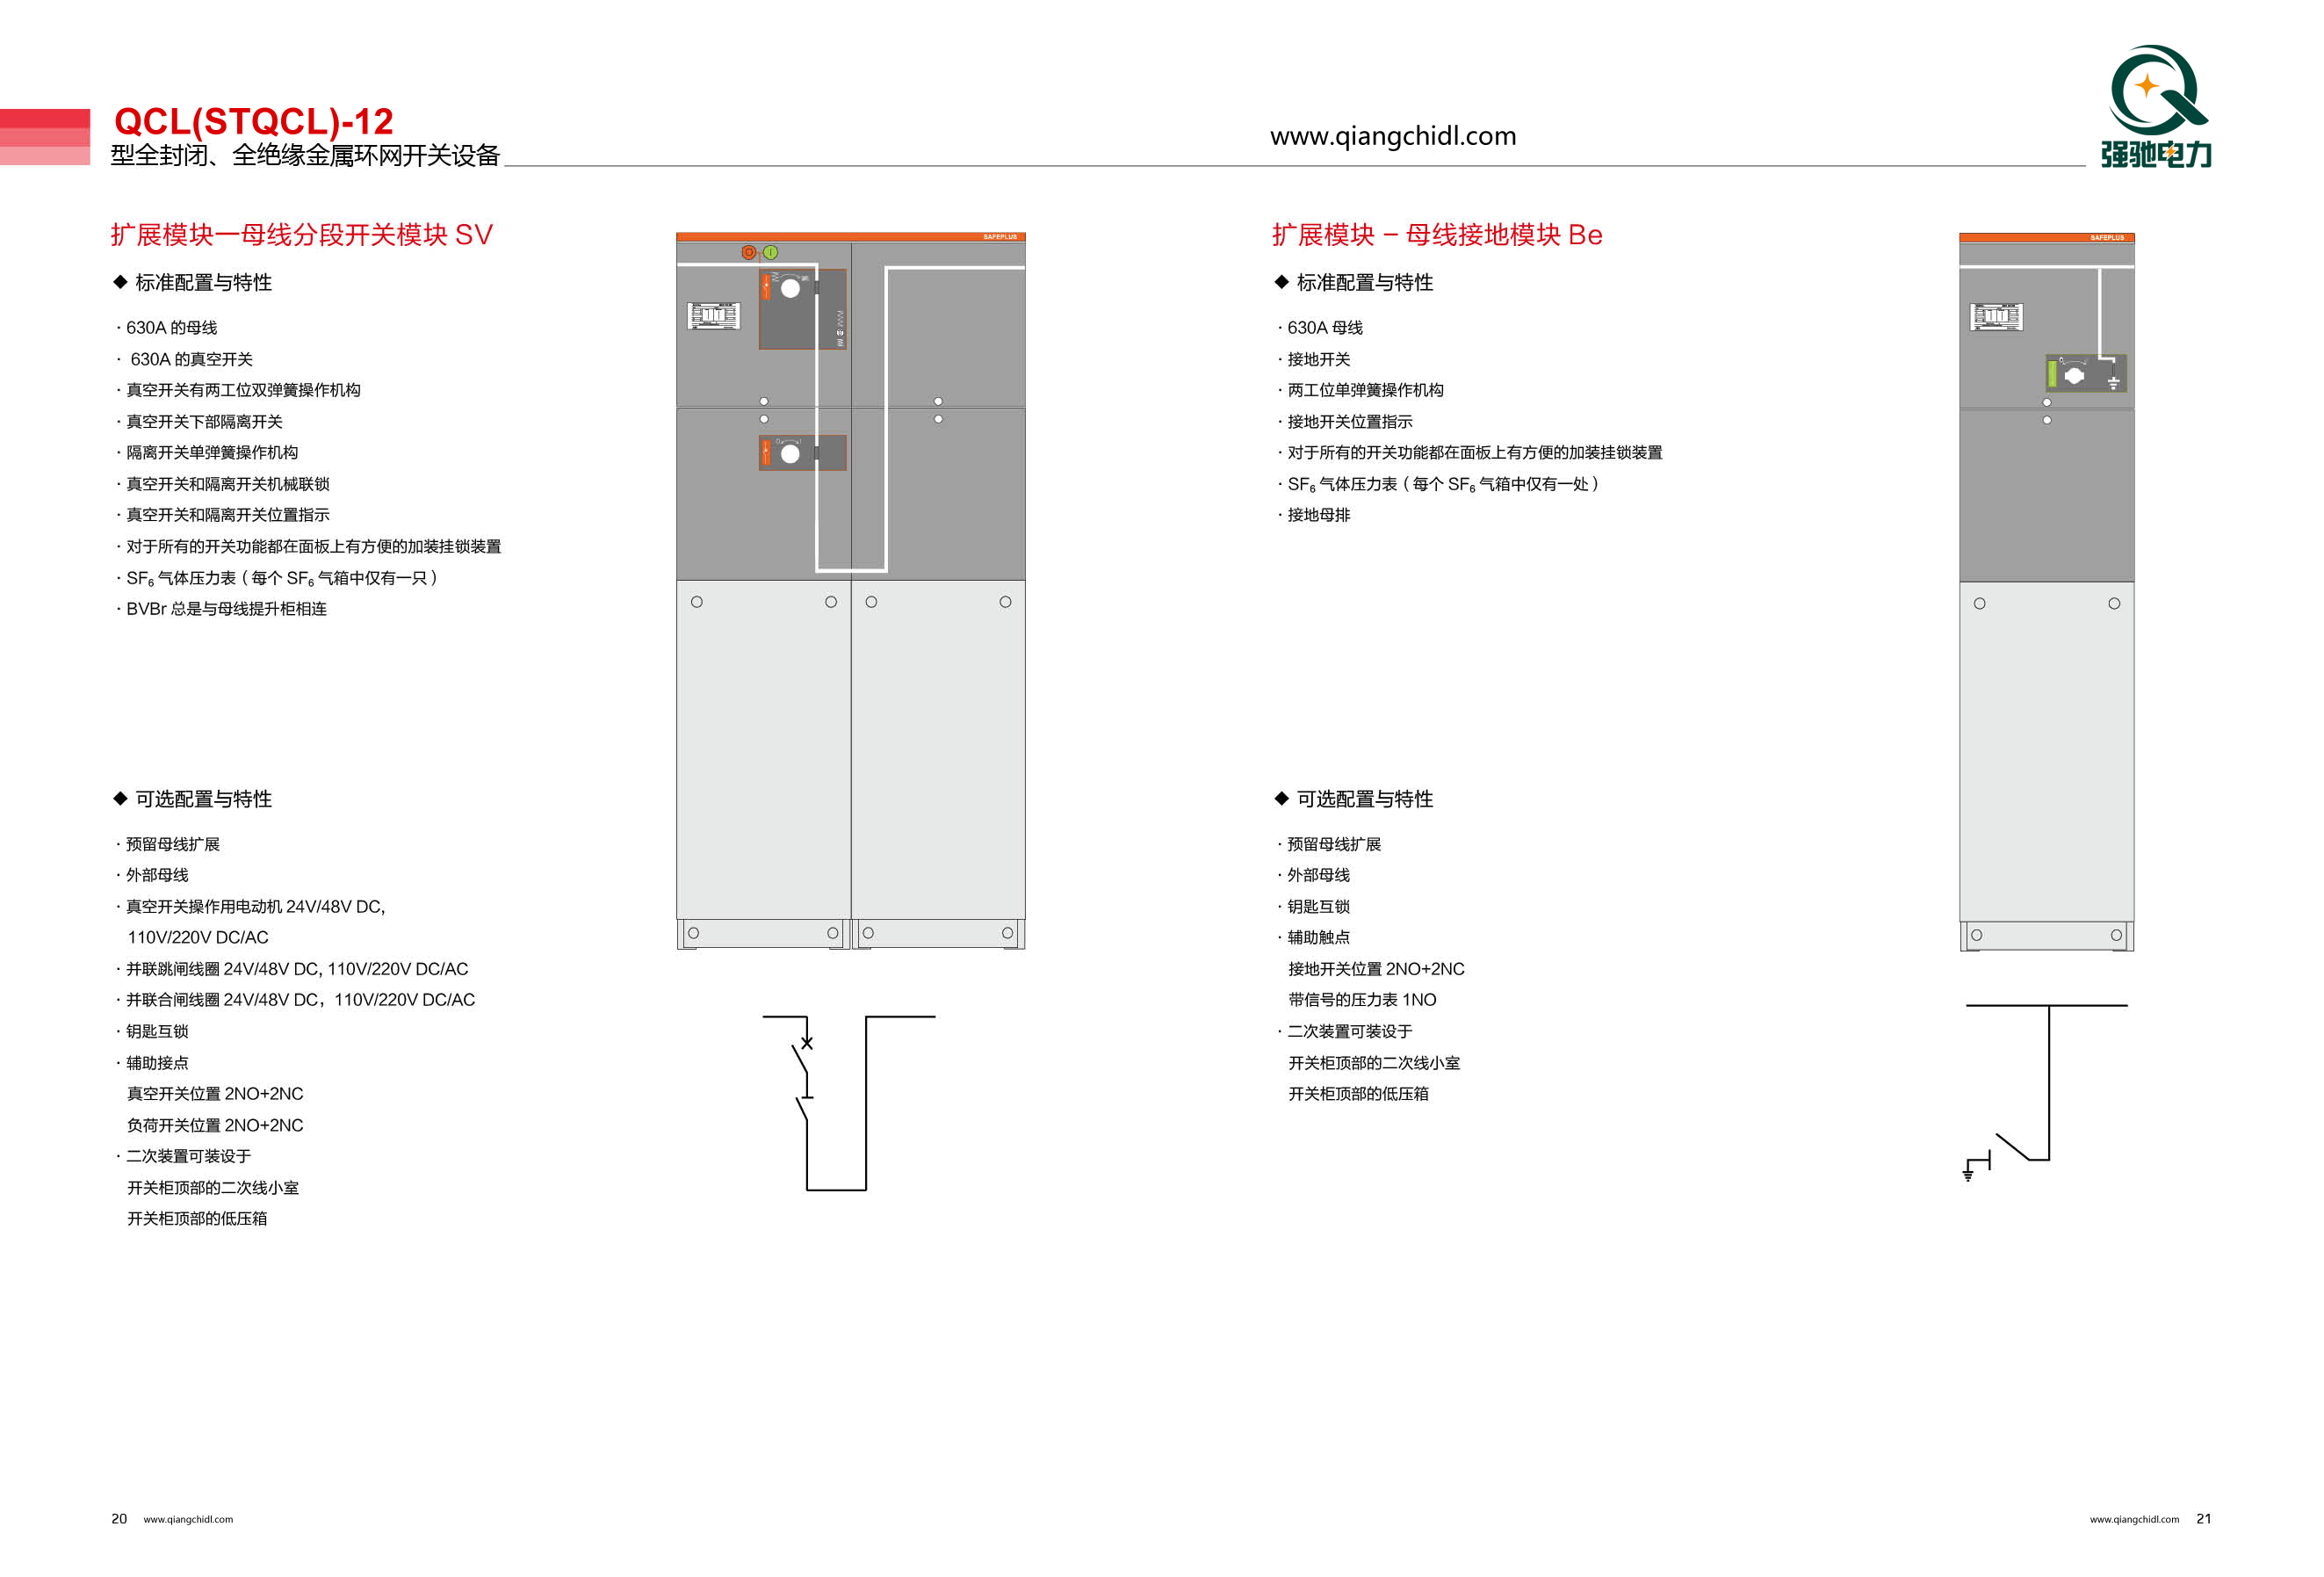 QCL(STQCL)-12
型全封闭、全绝缘金属环网开关设备
www.qiangchidl.com
强驰电力
扩展模块一母线分段开关模块 SV
◆ 标准配置与特性
· 630A 的母线
· 630A 的真空开关
· 真空开关有两工位双弹簧操作机构
· 真空开关下部隔离开关
· 隔离开关单弹簧操作机构
· 真空开关和隔离开关机械联锁
· 真空开关和隔离开关位置指示
· 对于所有的开关功能都在面板上有方便的加装挂锁装置
· SF₆ 气体压力表（每个 SF₆ 气箱中仅有一只）
· BVBr 总是与母线提升柜相连
◆ 可选配置与特性
· 预留母线扩展
· 外部母线
· 真空开关操作用电动机 24V/48V DC,
110V/220V DC/AC
· 并联跳闸线圈 24V/48V DC, 110V/220V DC/AC
· 并联合闸线圈 24V/48V DC，110V/220V DC/AC
· 钥匙互锁
· 辅助接点
真空开关位置 2NO+2NC
负荷开关位置 2NO+2NC
· 二次装置可装设于
开关柜顶部的二次线小室
开关柜顶部的低压箱
SAFEPLUS
扩展模块 – 母线接地模块 Be
◆ 标准配置与特性
· 630A 母线
· 接地开关
· 两工位单弹簧操作机构
· 接地开关位置指示
· 对于所有的开关功能都在面板上有方便的加装挂锁装置
· SF₆ 气体压力表（每个 SF₆ 气箱中仅有一处）
· 接地母排
◆ 可选配置与特性
· 预留母线扩展
· 外部母线
· 钥匙互锁
· 辅助触点
接地开关位置 2NO+2NC
带信号的压力表 1NO
· 二次装置可装设于
开关柜顶部的二次线小室
开关柜顶部的低压箱
SAFEPLUS
20 www.qiangchidl.com
www.qiangchidl.com 21